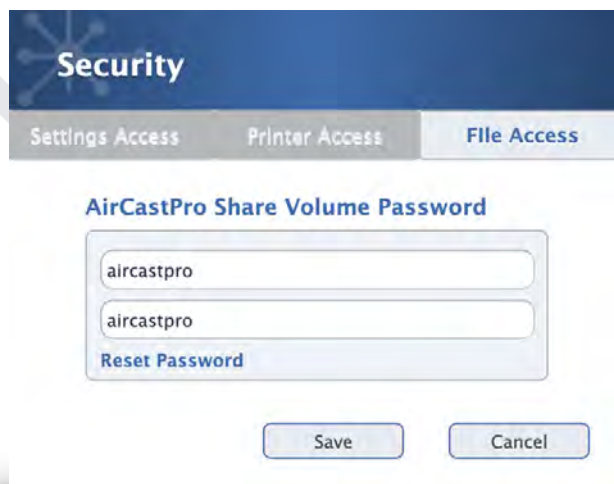 Security
Settings Access Printer Access FIle Access
AirCastPro Share Volume Password
aircastpro
aircastpro
Reset Password
Save Cancel